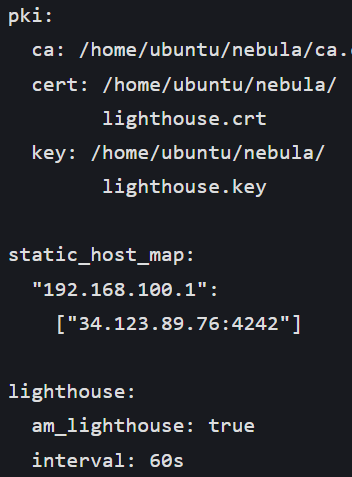 pki:
  ca: /home/ubuntu/nebula/ca.
  cert: /home/ubuntu/nebula/
        lighthouse.crt
  key: /home/ubuntu/nebula/
        lighthouse.key

static_host_map:
  "192.168.100.1":
    ["34.123.89.76:4242"]

lighthouse:
  am_lighthouse: true
  interval: 60s